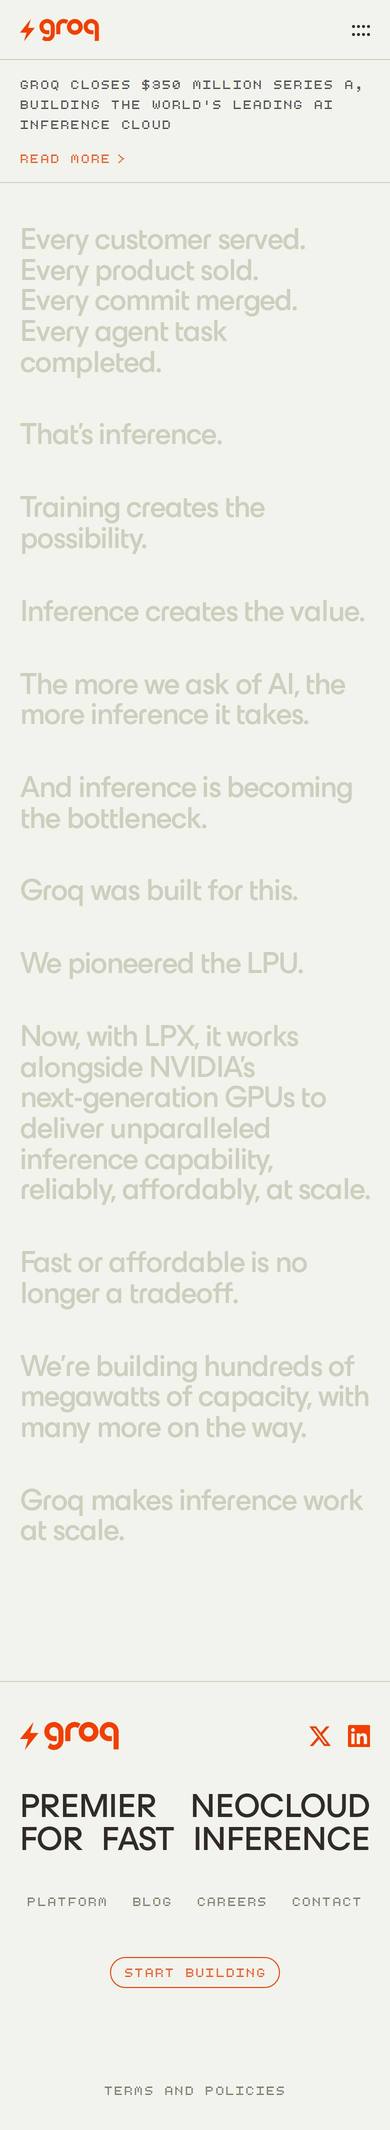 groq
GROQ CLOSES $350 MILLION SERIES A,
BUILDING THE WORLD'S LEADING AI
INFERENCE CLOUD
READ MORE >
Every customer served.
Every product sold.
Every commit merged.
Every agent task
completed.
That's inference.
Training creates the
possibility.
Inference creates the value.
The more we ask of AI, the
more inference it takes.
And inference is becoming
the bottleneck.
Groq was built for this.
We pioneered the LPU.
Now, with LPX, it works
alongside NVIDIA's
next-generation GPUs to
deliver unparalleled
inference capability,
reliably, affordably, at scale.
Fast or affordable is no
longer a tradeoff.
We're building hundreds of
megawatts of capacity, with
many more on the way.
Groq makes inference work
at scale.
groq
PREMIER NEOCLOUD
FOR FAST INFERENCE
PLATFORM BLOG CAREERS CONTACT
START BUILDING
TERMS AND POLICIES